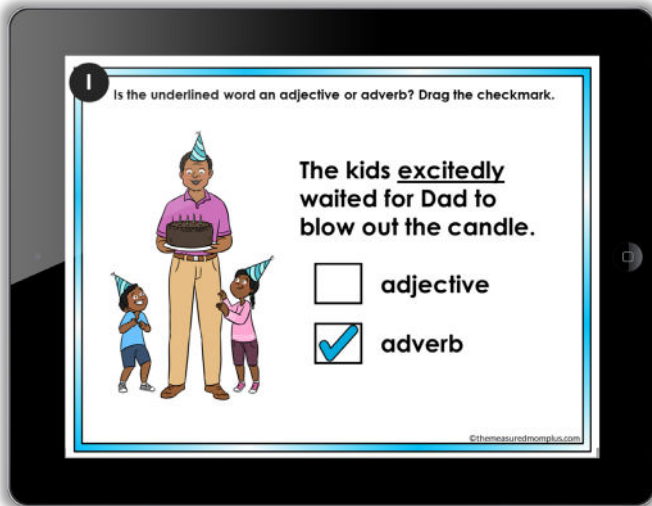 1
Is the underlined word an adjective or adverb? Drag the checkmark.
The kids excitedly
waited for Dad to
blow out the candle.
adjective
adverb
©themeasuredmomplus.com